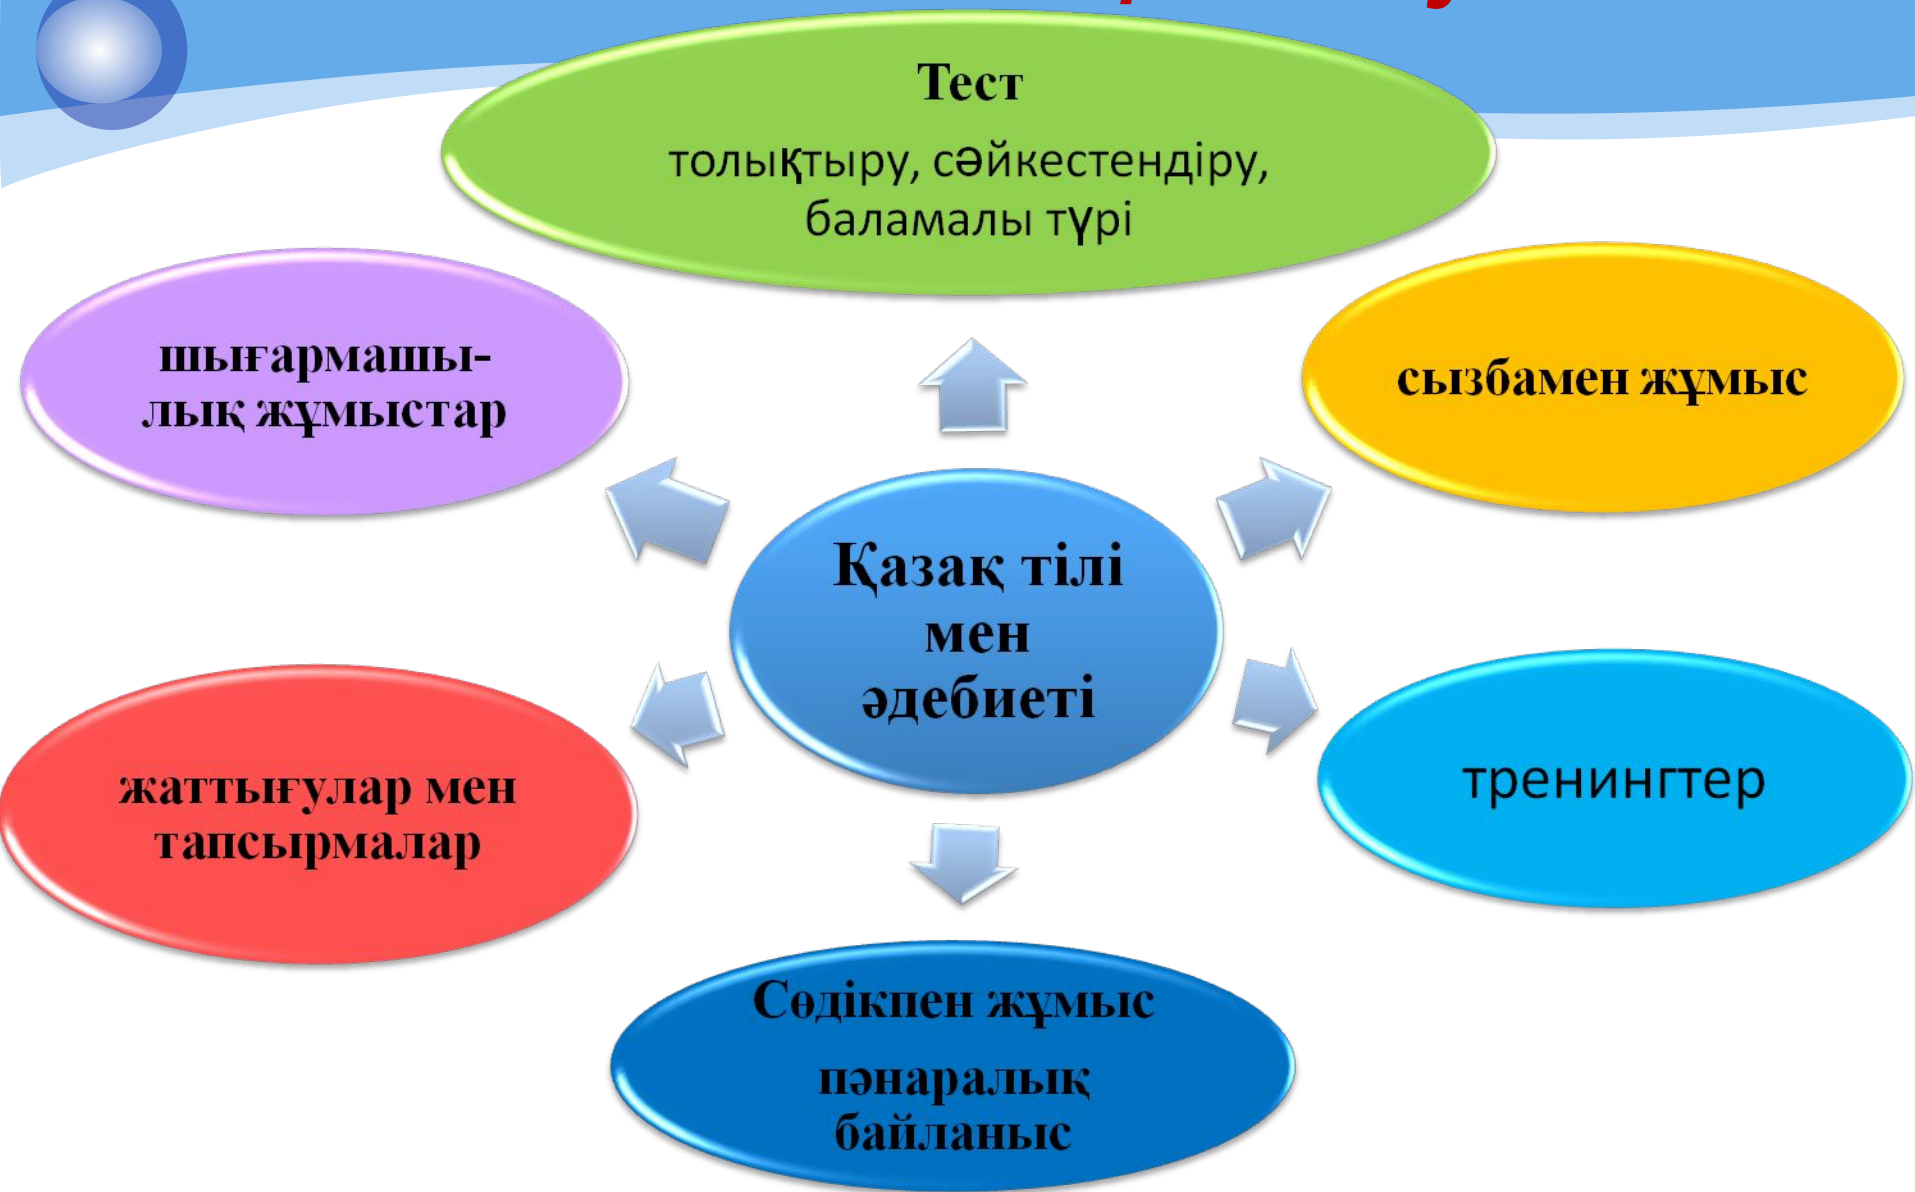 Тест
толықтыру, сәйкестендіру,
баламалы түрі
шығармашы-
лық жұмыстар
сызбамен жұмыс
Қазақ тілі
мен
әдебиеті
жаттығулар мен
тапсырмалар
тренингтер
Сөдікпен жұмыс
пәнаралық
байланыс